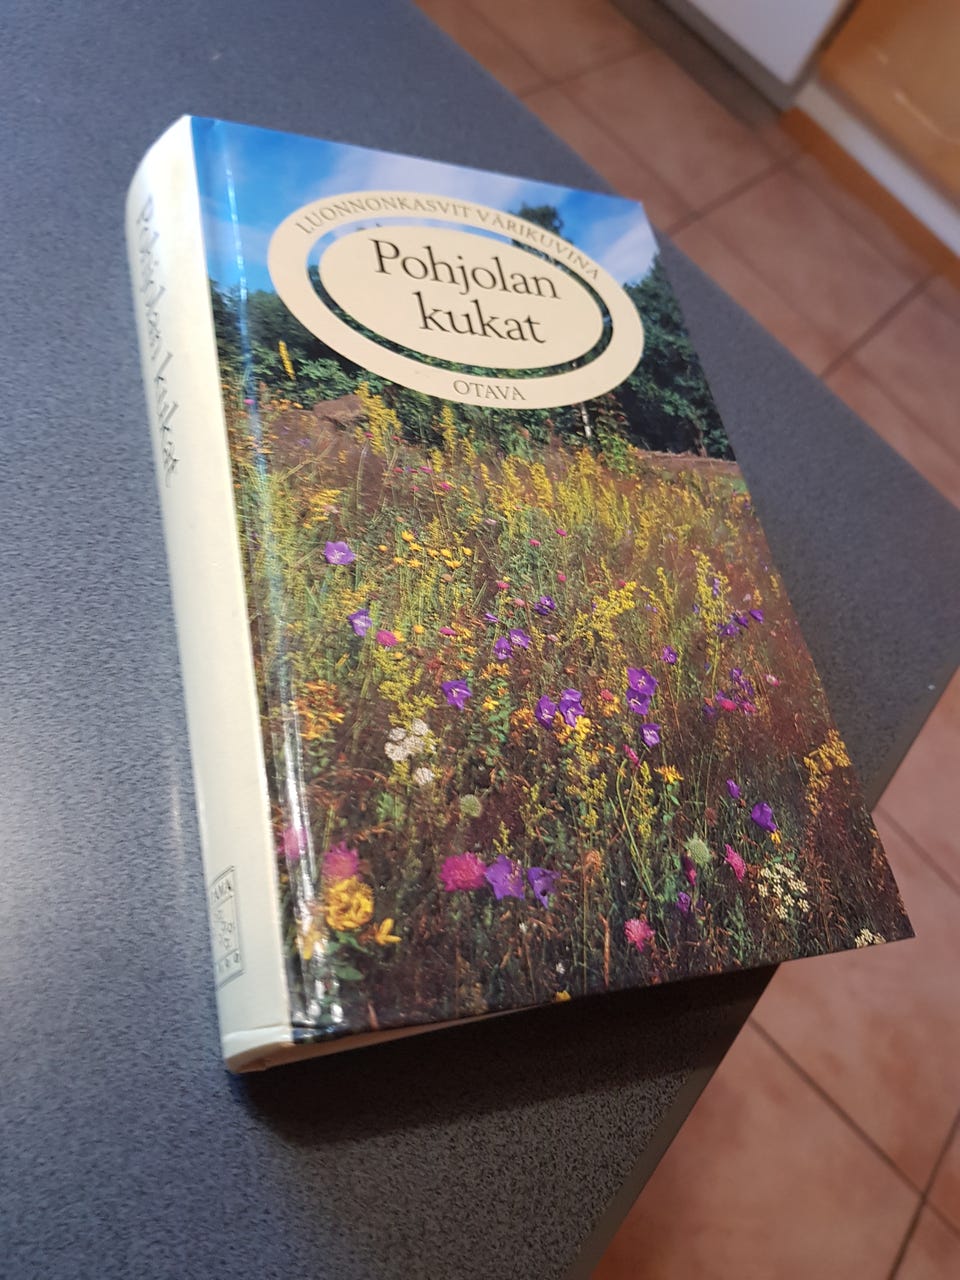 LUONNONKASVIT VÄRIKUVINA
Pohjolan
kukat
OTAVA
Pohjolan kukat